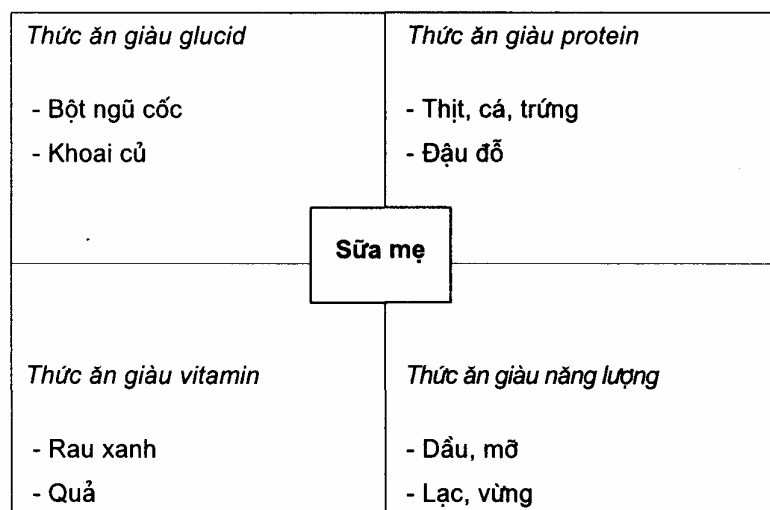 Thức ăn giàu glucid
- Bột ngũ cốc
- Khoai củ
Thức ăn giàu protein
- Thịt, cá, trứng
- Đậu đỗ
Sữa mẹ
Thức ăn giàu vitamin
- Rau xanh
- Quả
Thức ăn giàu năng lượng
- Dầu, mỡ
- Lạc, vừng